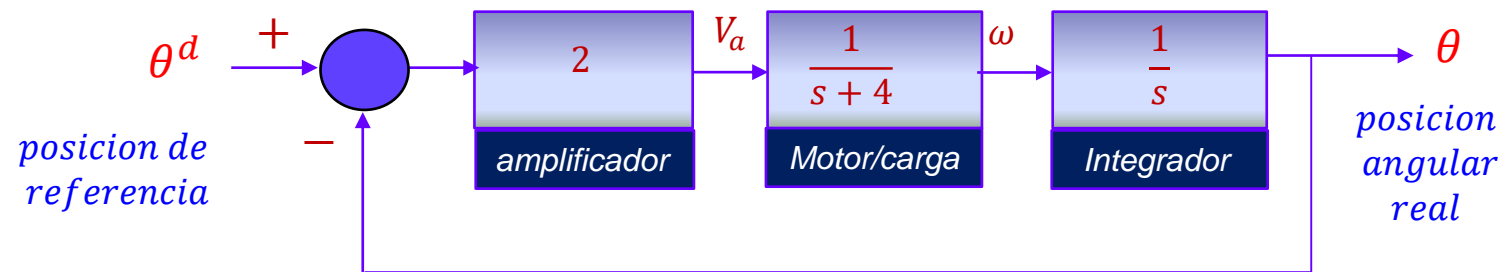 θ^d
+
−
posicion de
referencia
2
amplificador
V_a
1
s + 4
Motor/carga
ω
1
s
Integrador
θ
posicion
angular
real